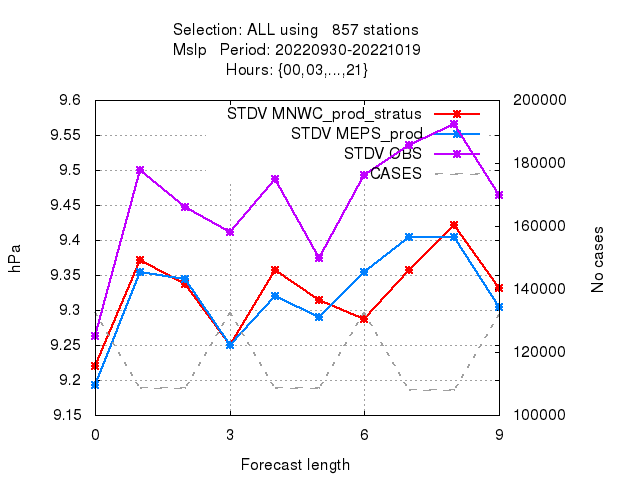 Selection: ALL using   857 stations
Mslp   Period: 20220930-20221019
Hours: {00,03,...,21}
STDV MNWC_prod_stratus
STDV MEPS_prod
STDV OBS
CASES
9.6
9.55
9.5
9.45
9.4
9.35
9.3
9.25
9.2
9.15
200000
180000
160000
140000
120000
100000
hPa
No cases
0
3
6
9
Forecast length